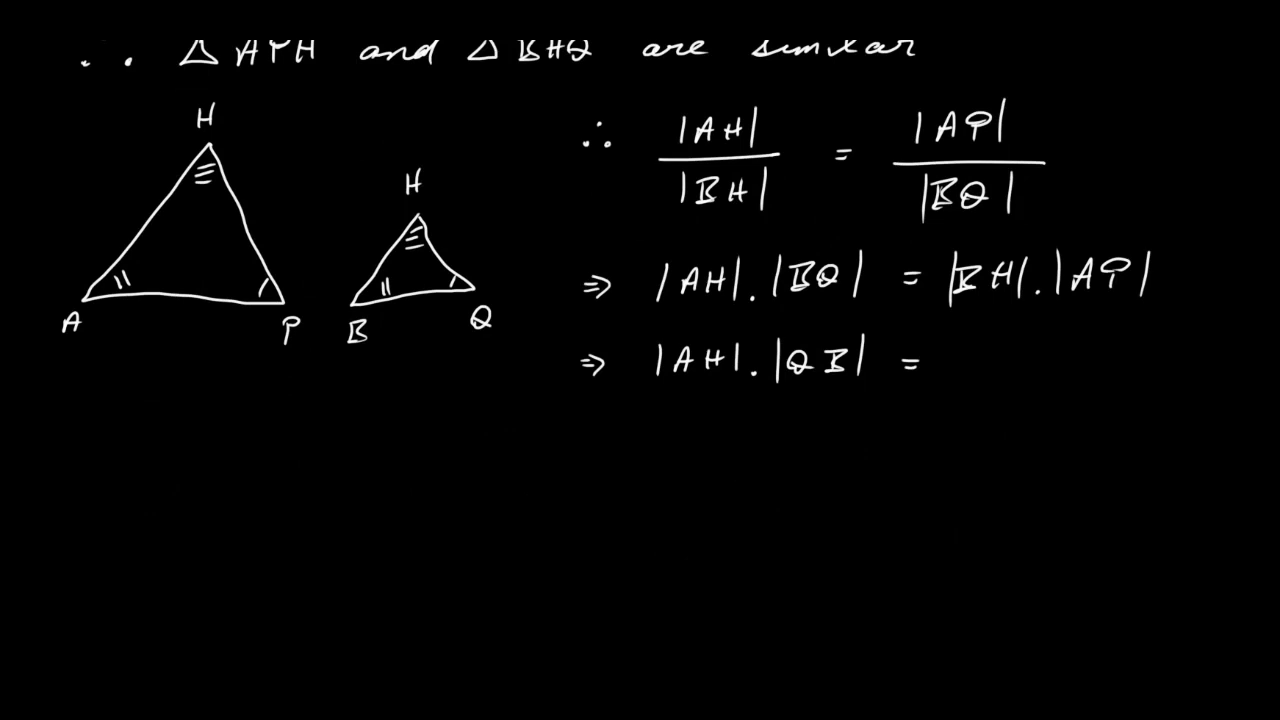 ∴ △ APH and △ BHQ are similar
H
H
A
P
B
Q
∴ |AH| / |BH| = |AP| / |BQ|
⇒ |AH| . |BQ| = |BH| . |AP|
⇒ |AH| . |QB| =